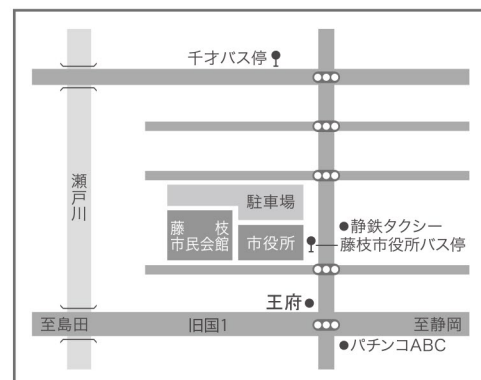 千才バス停
瀬戸川
駐車場
藤枝
市民会館
市役所
静鉄タクシー
藤枝市役所バス停
王府
至島田
旧国1
至静岡
パチンコABC